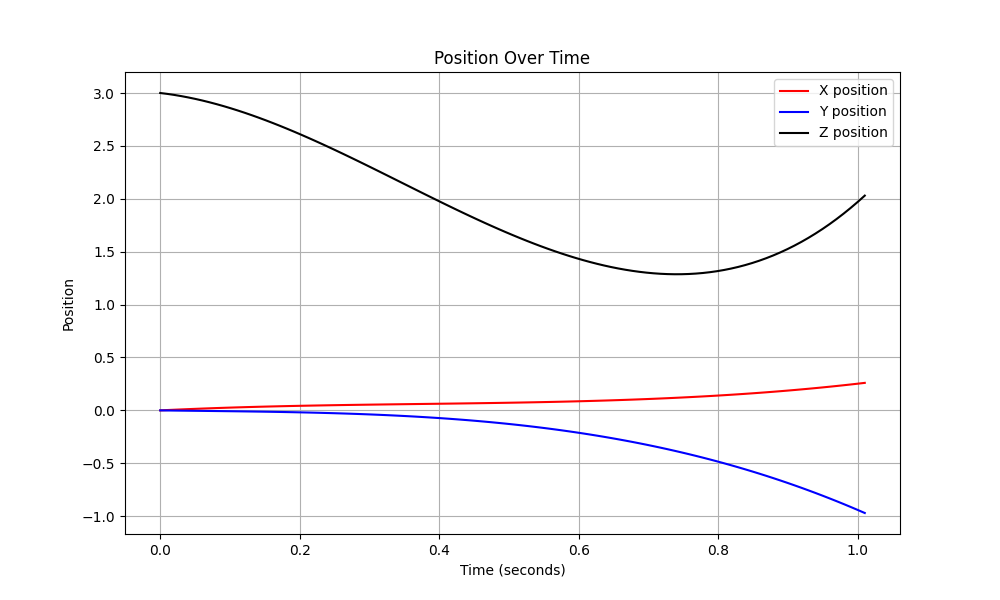 Position Over Time
X position
Y position
Z position
3.0
2.5
2.0
1.5
1.0
0.5
0.0
−0.5
−1.0
Position
0.0 0.2 0.4 0.6 0.8 1.0
Time (seconds)